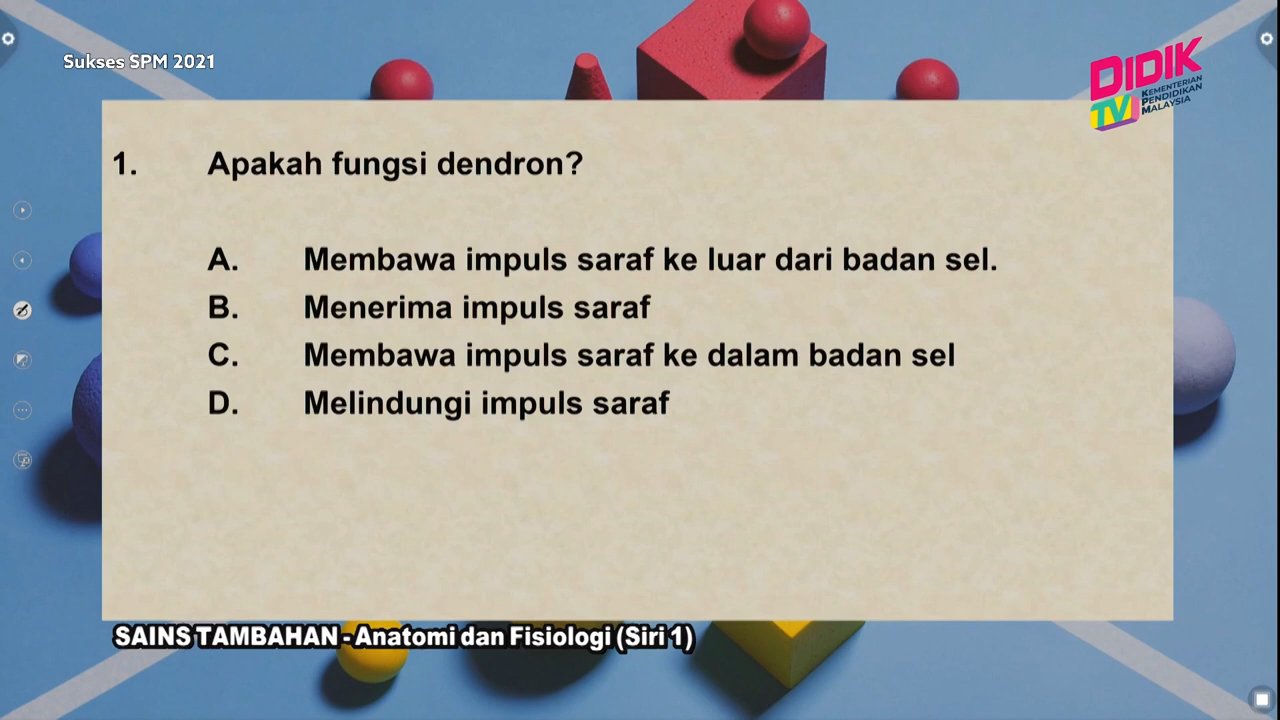 Sukses SPM 2021
DIDIK
TV
KEMENTERIAN
PENDIDIKAN
MALAYSIA
1. Apakah fungsi dendron?
A. Membawa impuls saraf ke luar dari badan sel.
B. Menerima impuls saraf
C. Membawa impuls saraf ke dalam badan sel
D. Melindungi impuls saraf
SAINS TAMBAHAN - Anatomi dan Fisiologi (Siri 1)